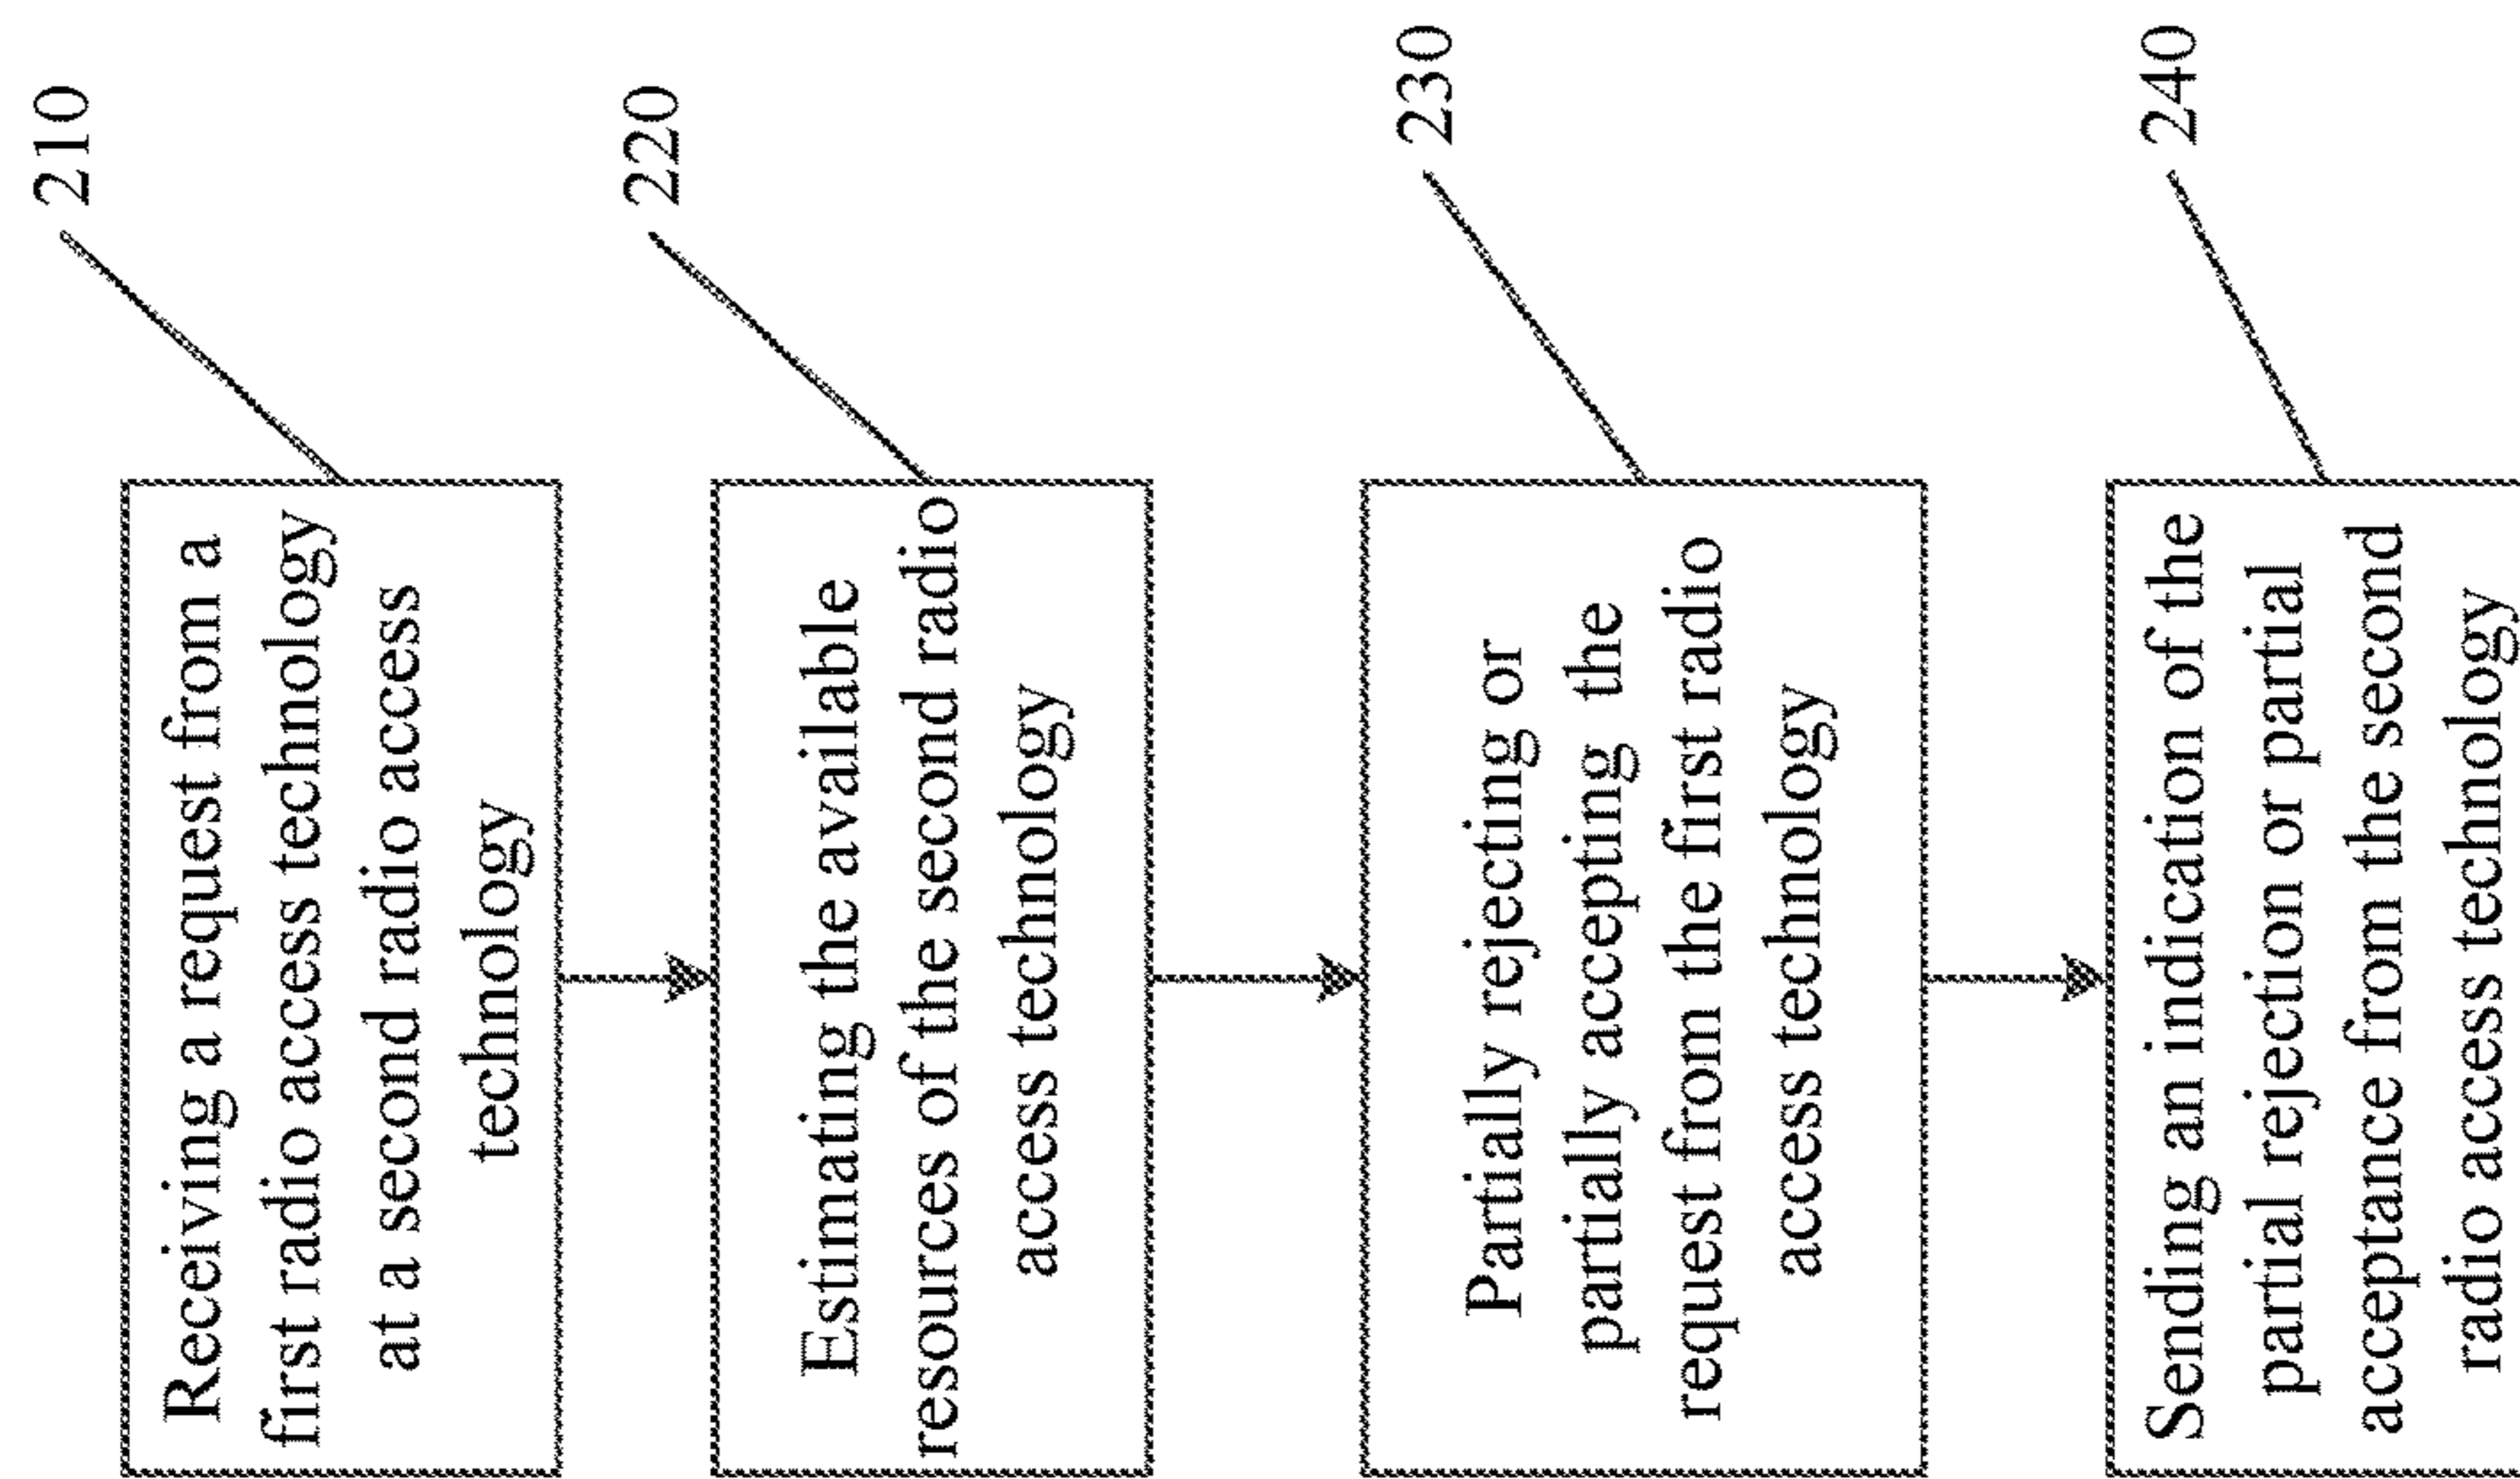 Receiving a request from a
first radio access technology
at a second radio access
technology
210
Estimating the available
resources of the second radio
access technology
220
Partially rejecting or
partially accepting the
request from the first radio
access technology
230
Sending an indication of the
partial rejection or partial
acceptance from the second
radio access technology
240